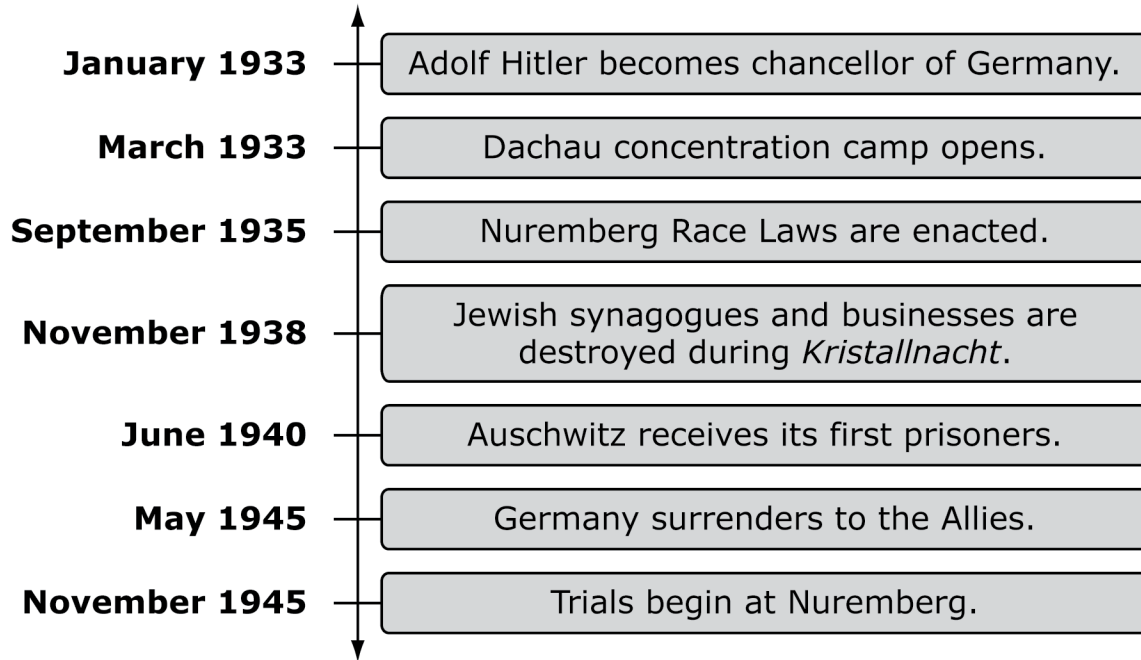 January 1933
Adolf Hitler becomes chancellor of Germany.
March 1933
Dachau concentration camp opens.
September 1935
Nuremberg Race Laws are enacted.
November 1938
Jewish synagogues and businesses are
destroyed during Kristallnacht.
June 1940
Auschwitz receives its first prisoners.
May 1945
Germany surrenders to the Allies.
November 1945
Trials begin at Nuremberg.